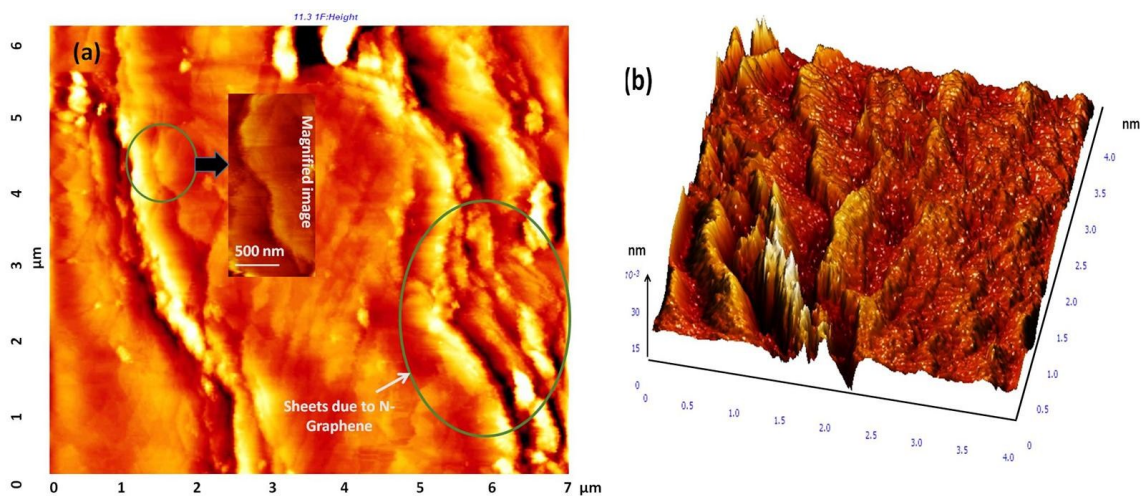 11.3 1F:Height
(a)
6
5
4
3
2
1
0
μm
0 1 2 3 4 5 6 7 μm
Magnified image
500 nm
Sheets due to N-
Graphene
(b)
nm
10⁻³
30
15
0
0 0.5 1.0 1.5 2.0 2.5 3.0 3.5 4.0
nm
4.0
3.5
3.0
2.5
2.0
1.5
1.0
0.5
0